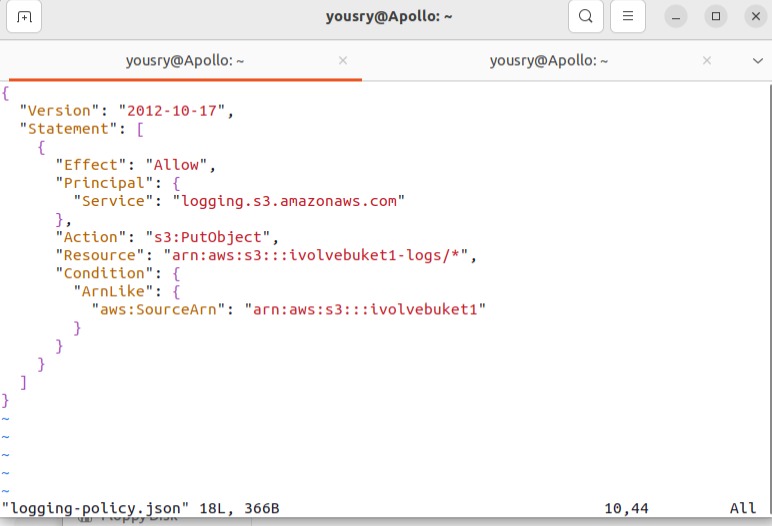 yousry@Apollo: ~
yousry@Apollo: ~
yousry@Apollo: ~
{
  "Version": "2012-10-17",
  "Statement": [
    {
      "Effect": "Allow",
      "Principal": {
        "Service": "logging.s3.amazonaws.com"
      },
      "Action": "s3:PutObject",
      "Resource": "arn:aws:s3:::ivolvebuket1-logs/*",
      "Condition": {
        "ArnLike": {
          "aws:SourceArn": "arn:aws:s3:::ivolvebuket1"
        }
      }
    }
  ]
}
~
~
~
~
~
"logging-policy.json" 18L, 366B 10,44 All
Floppy Disk